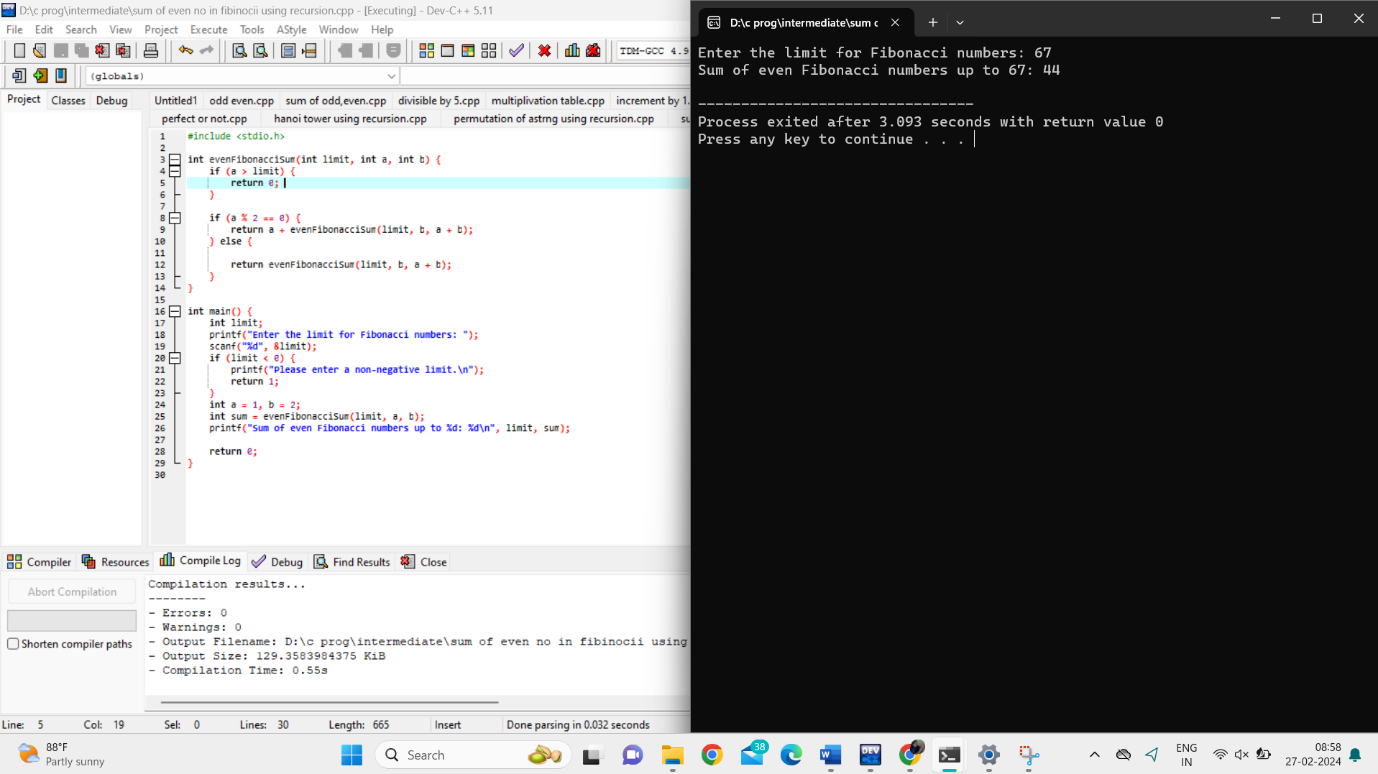 D:\c prog\intermediate\sum of even no in fibinocii using recursion.cpp - [Executing] - Dev-C++ 5.11
File Edit Search View Project Execute Tools AStyle Window Help
TDM-GCC 4.9
(globals)
Project Classes Debug
Untitled1 odd even.cpp sum of odd,even.cpp divisible by 5.cpp multiplivation table.cpp increment by 1.
perfect or not.cpp hanoi tower using recursion.cpp permutation of astrng using recursion.cpp su
1 #include <stdio.h>
2
3 int evenFibonacciSum(int limit, int a, int b) {
4 if (a > limit) {
5 return 0;
6 }
7
8 if (a % 2 == 0) {
9 return a + evenFibonacciSum(limit, b, a + b);
10 } else {
11
12 return evenFibonacciSum(limit, b, a + b);
13 }
14 }
15
16 int main() {
17 int limit;
18 printf("Enter the limit for Fibonacci numbers: ");
19 scanf("%d", &limit);
20 if (limit < 0) {
21 printf("Please enter a non-negative limit.\n");
22 return 1;
23 }
24 int a = 1, b = 2;
25 int sum = evenFibonacciSum(limit, a, b);
26 printf("Sum of even Fibonacci numbers up to %d: %d\n", limit, sum);
27
28 return 0;
29 }
30
Compiler Resources Compile Log Debug Find Results Close
Abort Compilation
Shorten compiler paths
Compilation results...
--------
- Errors: 0
- Warnings: 0
- Output Filename: D:\c prog\intermediate\sum of even no in fibinocii using
- Output Size: 129.3583984375 KiB
- Compilation Time: 0.55s
Line: 5 Col: 19 Sel: 0 Lines: 30 Length: 665 Insert Done parsing in 0.032 seconds
D:\c prog\intermediate\sum c
Enter the limit for Fibonacci numbers: 67
Sum of even Fibonacci numbers up to 67: 44
--------------------------------
Process exited after 3.093 seconds with return value 0
Press any key to continue . . .
88°F
Partly sunny
Search
38
DEV
ENG
IN
08:58
27-02-2024